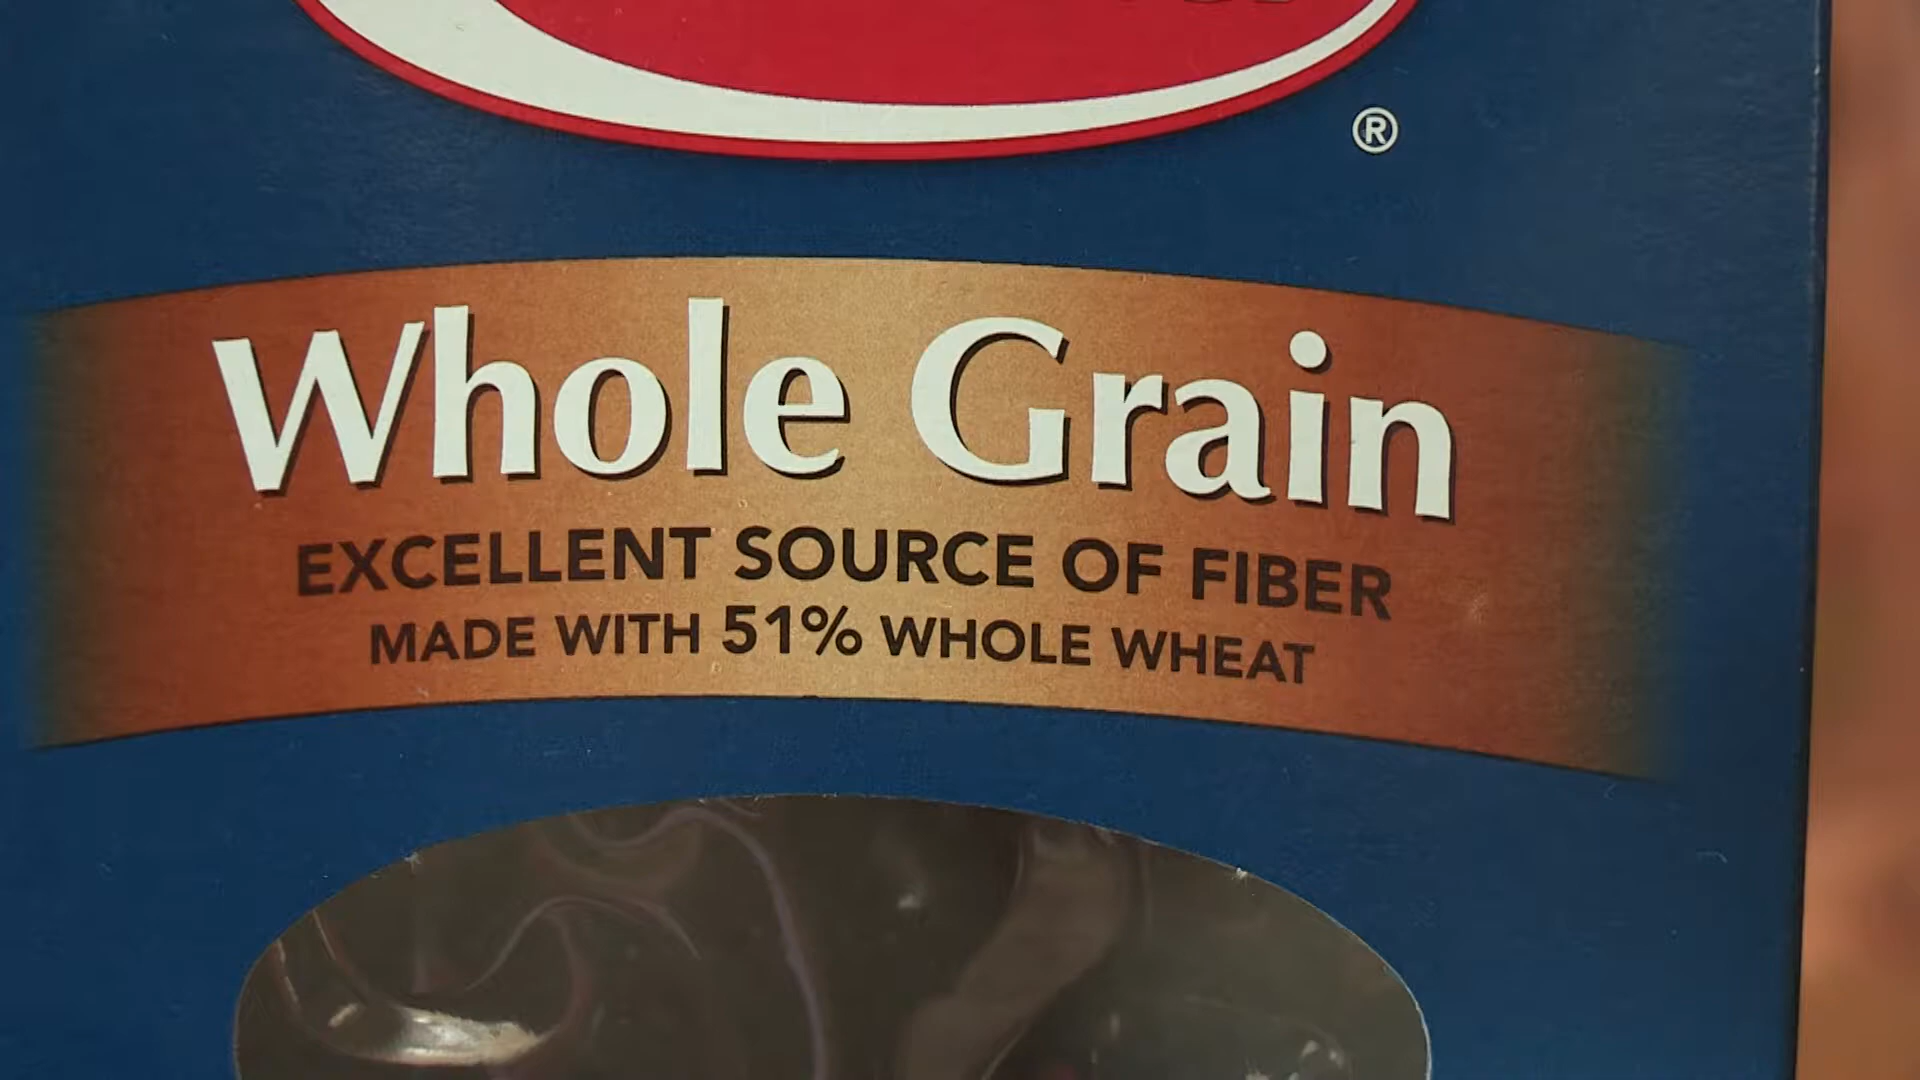 ®
Whole Grain
EXCELLENT SOURCE OF FIBER
MADE WITH 51% WHOLE WHEAT